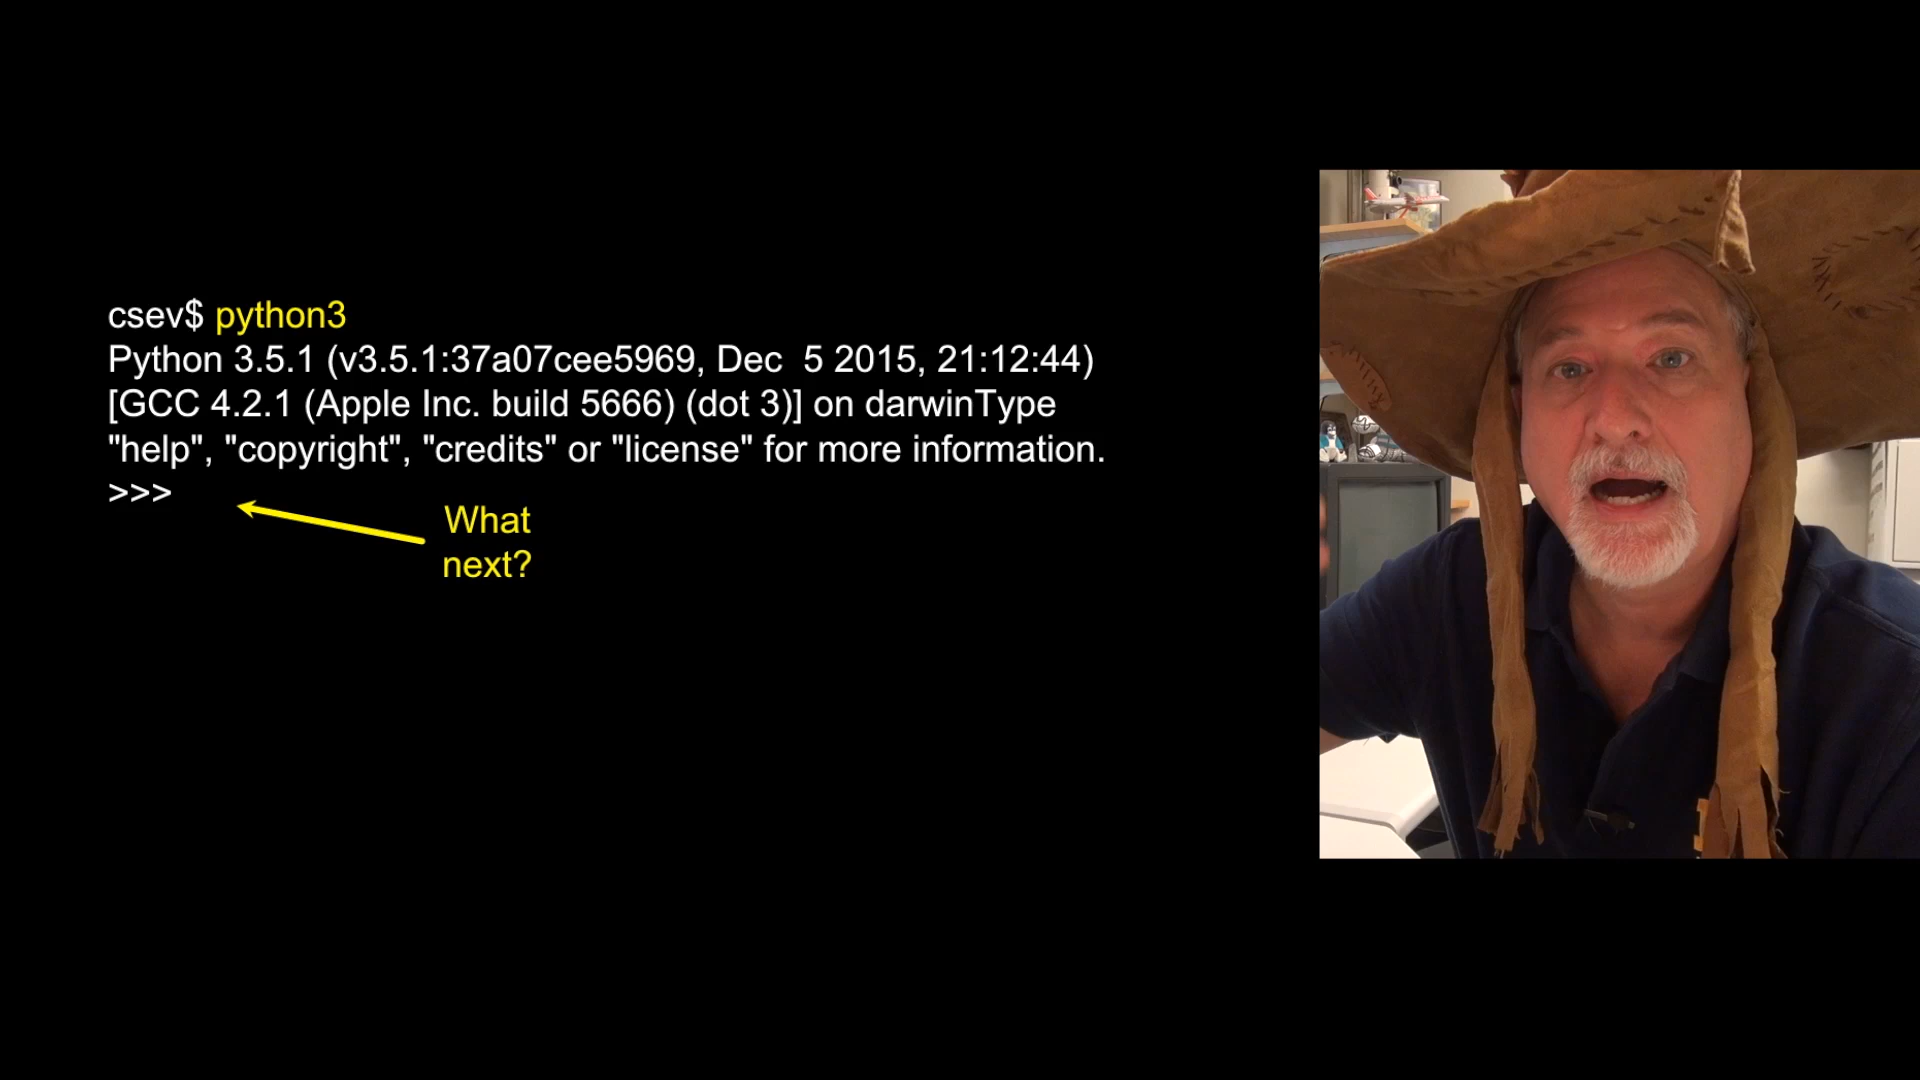 csev$ python3
Python 3.5.1 (v3.5.1:37a07cee5969, Dec  5 2015, 21:12:44)
[GCC 4.2.1 (Apple Inc. build 5666) (dot 3)] on darwinType
"help", "copyright", "credits" or "license" for more information.
>>>
What
next?